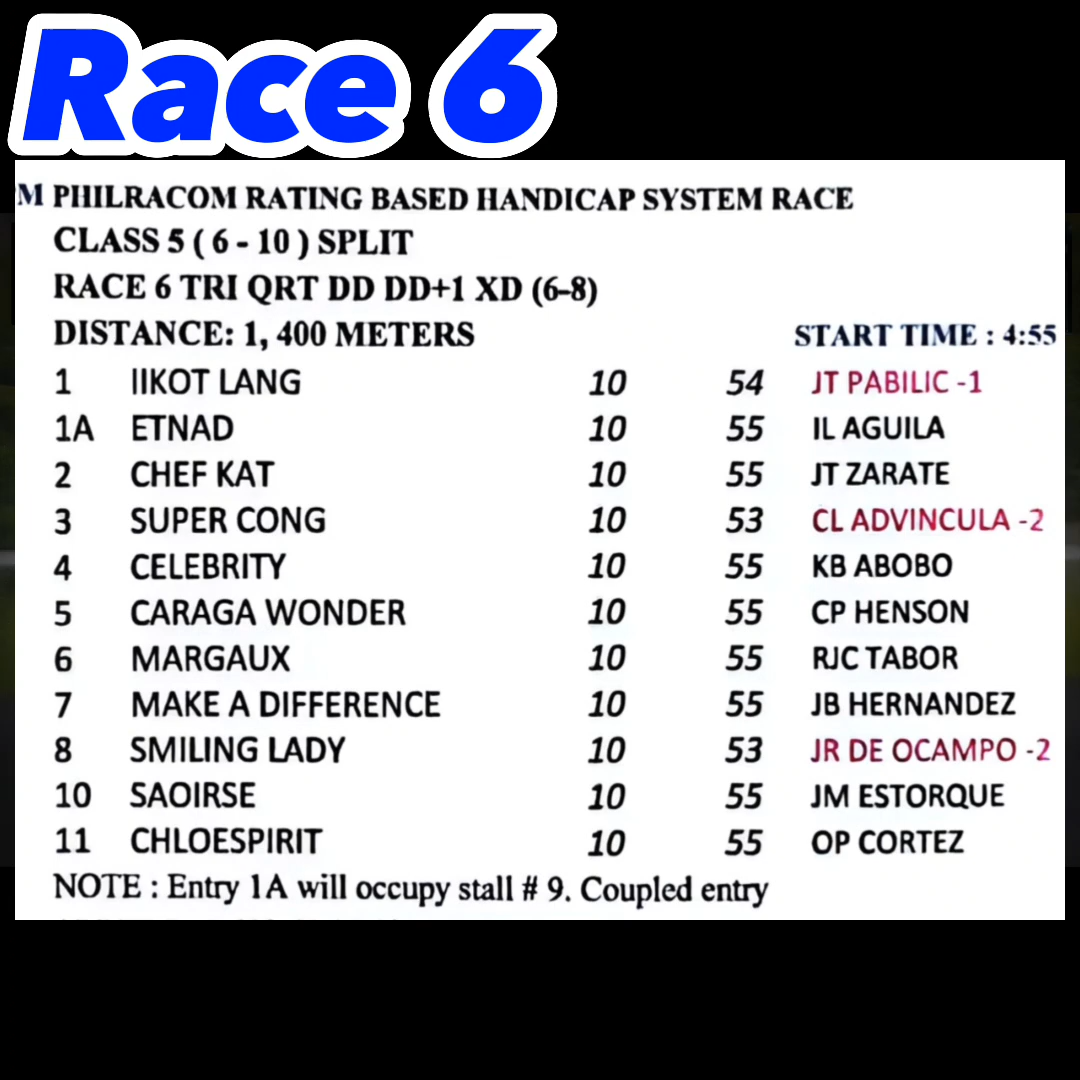 Race 6
M PHILRACOM RATING BASED HANDICAP SYSTEM RACE
CLASS 5 ( 6 - 10 ) SPLIT
RACE 6 TRI QRT DD DD+1 XD (6-8)
DISTANCE: 1, 400 METERS START TIME : 4:55
1 IIKOT LANG 10 54 JT PABILIC -1
1A ETNAD 10 55 IL AGUILA
2 CHEF KAT 10 55 JT ZARATE
3 SUPER CONG 10 53 CL ADVINCULA -2
4 CELEBRITY 10 55 KB ABOBO
5 CARAGA WONDER 10 55 CP HENSON
6 MARGAUX 10 55 RJC TABOR
7 MAKE A DIFFERENCE 10 55 JB HERNANDEZ
8 SMILING LADY 10 53 JR DE OCAMPO -2
10 SAOIRSE 10 55 JM ESTORQUE
11 CHLOESPIRIT 10 55 OP CORTEZ
NOTE : Entry 1A will occupy stall # 9. Coupled entry